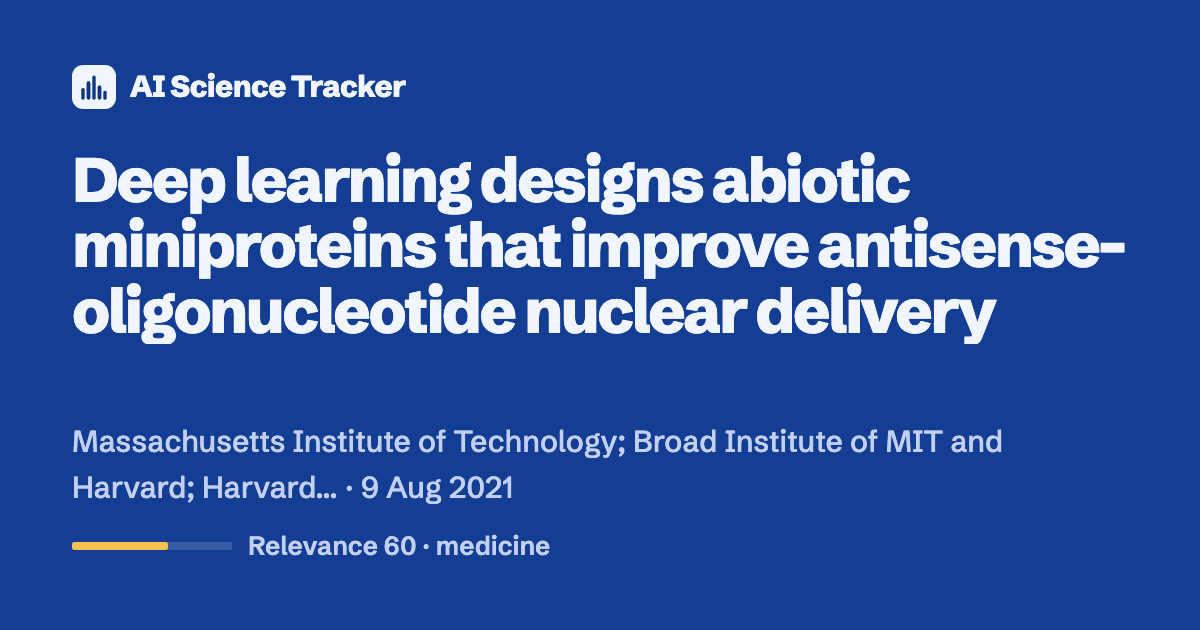 AI Science Tracker
Deep learning designs abiotic
miniproteins that improve antisense-
oligonucleotide nuclear delivery
Massachusetts Institute of Technology; Broad Institute of MIT and
Harvard; Harvard... · 9 Aug 2021
Relevance 60 · medicine